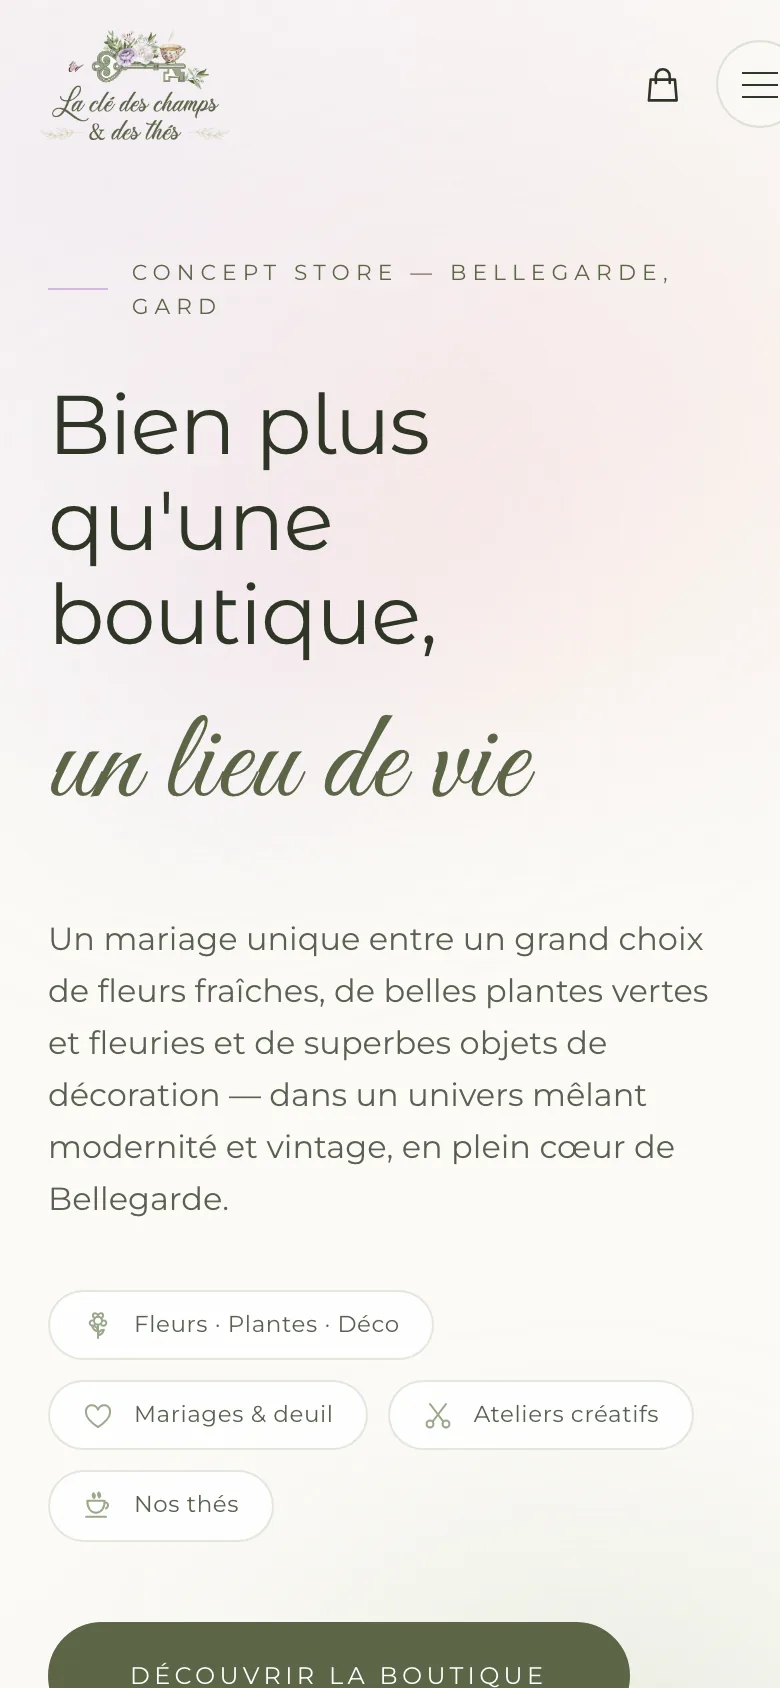 La clé des champs
& des thés
CONCEPT STORE — BELLEGARDE,
GARD
Bien plus
qu'une
boutique,
un lieu de vie
Un mariage unique entre un grand choix
de fleurs fraîches, de belles plantes vertes
et fleuries et de superbes objets de
décoration — dans un univers mêlant
modernité et vintage, en plein cœur de
Bellegarde.
Fleurs · Plantes · Déco
Mariages & deuil
Ateliers créatifs
Nos thés
DÉCOUVRIR LA BOUTIQUE